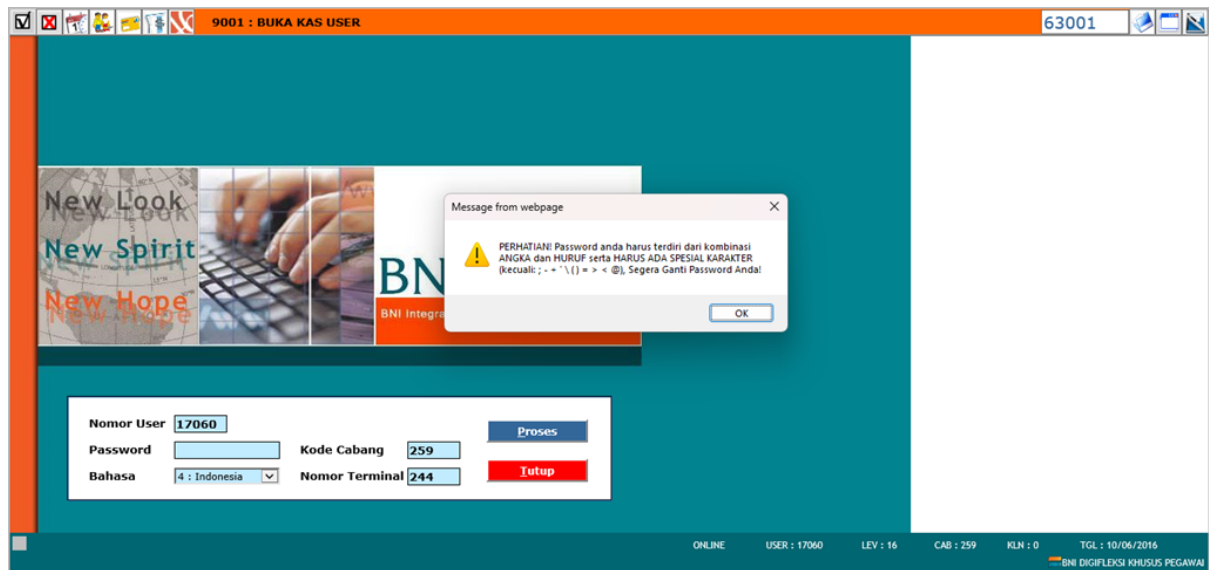 9001 : BUKA KAS USER
63001
New Look
New Spirit
New Hope
BN
BNI Integra
Message from webpage
PERHATIAN! Password anda harus terdiri dari kombinasi
ANGKA dan HURUF serta HARUS ADA SPESIAL KARAKTER
(kecuali: ; - + ` \ ( ) = > < @), Segera Ganti Password Anda!
OK
Nomor User 17060
Proses
Password Kode Cabang 259
Bahasa 4 : Indonesia Nomor Terminal 244
Tutup
ONLINE USER : 17060 LEV : 16 CAB : 259 KLN : 0 TGL : 10/06/2016
BNI DIGIFLEKSI KHUSUS PEGAWAI